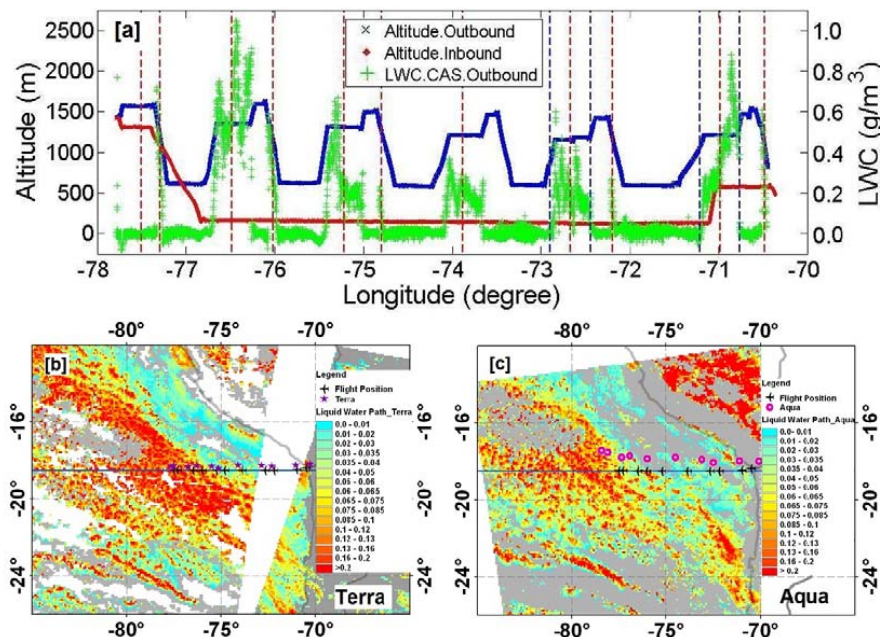 [a]
Altitude.Outbound
Altitude.Inbound
LWC.CAS.Outbound
Altitude (m)
2500
2000
1500
1000
500
0
LWC (g/m³)
1.0
0.8
0.6
0.4
0.2
0.0
-78 -77 -76 -75 -74 -73 -72 -71 -70
Longitude (degree)
-80° -75° -70°
[b]
Legend
Flight Position
Terra
Liquid Water Path_Terra
0.0- 0.01
0.01 - 0.02
0.02 - 0.03
0.03 - 0.035
0.035 - 0.04
0.04 - 0.05
0.05 - 0.06
0.06 - 0.065
0.065 - 0.075
0.075 - 0.085
0.085 - 0.1
0.1 - 0.12
0.12 - 0.13
0.13 - 0.16
0.16 - 0.2
>0.2
-16°
-20°
-24°
Terra
-85° -80° -75° -70°
-80° -75° -70°
[c]
Legend
Flight Position
Aqua
Liquid Water Path_Aqua
0.0- 0.01
0.01 - 0.02
0.02 - 0.03
0.03 - 0.035
0.035 - 0.04
0.04 - 0.05
0.05 - 0.06
0.06 - 0.065
0.065 - 0.075
0.075 - 0.085
0.085 - 0.1
0.1 - 0.12
0.12 - 0.13
0.13 - 0.16
0.16 - 0.2
>0.2
-16°
-20°
-24°
Aqua
-80° -75° -70°